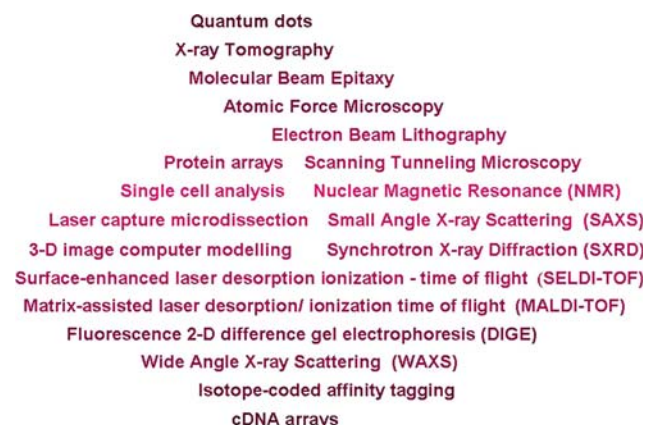 Quantum dots
X-ray Tomography
Molecular Beam Epitaxy
Atomic Force Microscopy
Electron Beam Lithography
Protein arrays Scanning Tunneling Microscopy
Single cell analysis Nuclear Magnetic Resonance (NMR)
Laser capture microdissection Small Angle X-ray Scattering (SAXS)
3-D image computer modelling Synchrotron X-ray Diffraction (SXRD)
Surface-enhanced laser desorption ionization - time of flight (SELDI-TOF)
Matrix-assisted laser desorption/ ionization time of flight (MALDI-TOF)
Fluorescence 2-D difference gel electrophoresis (DIGE)
Wide Angle X-ray Scattering (WAXS)
Isotope-coded affinity tagging
cDNA arrays